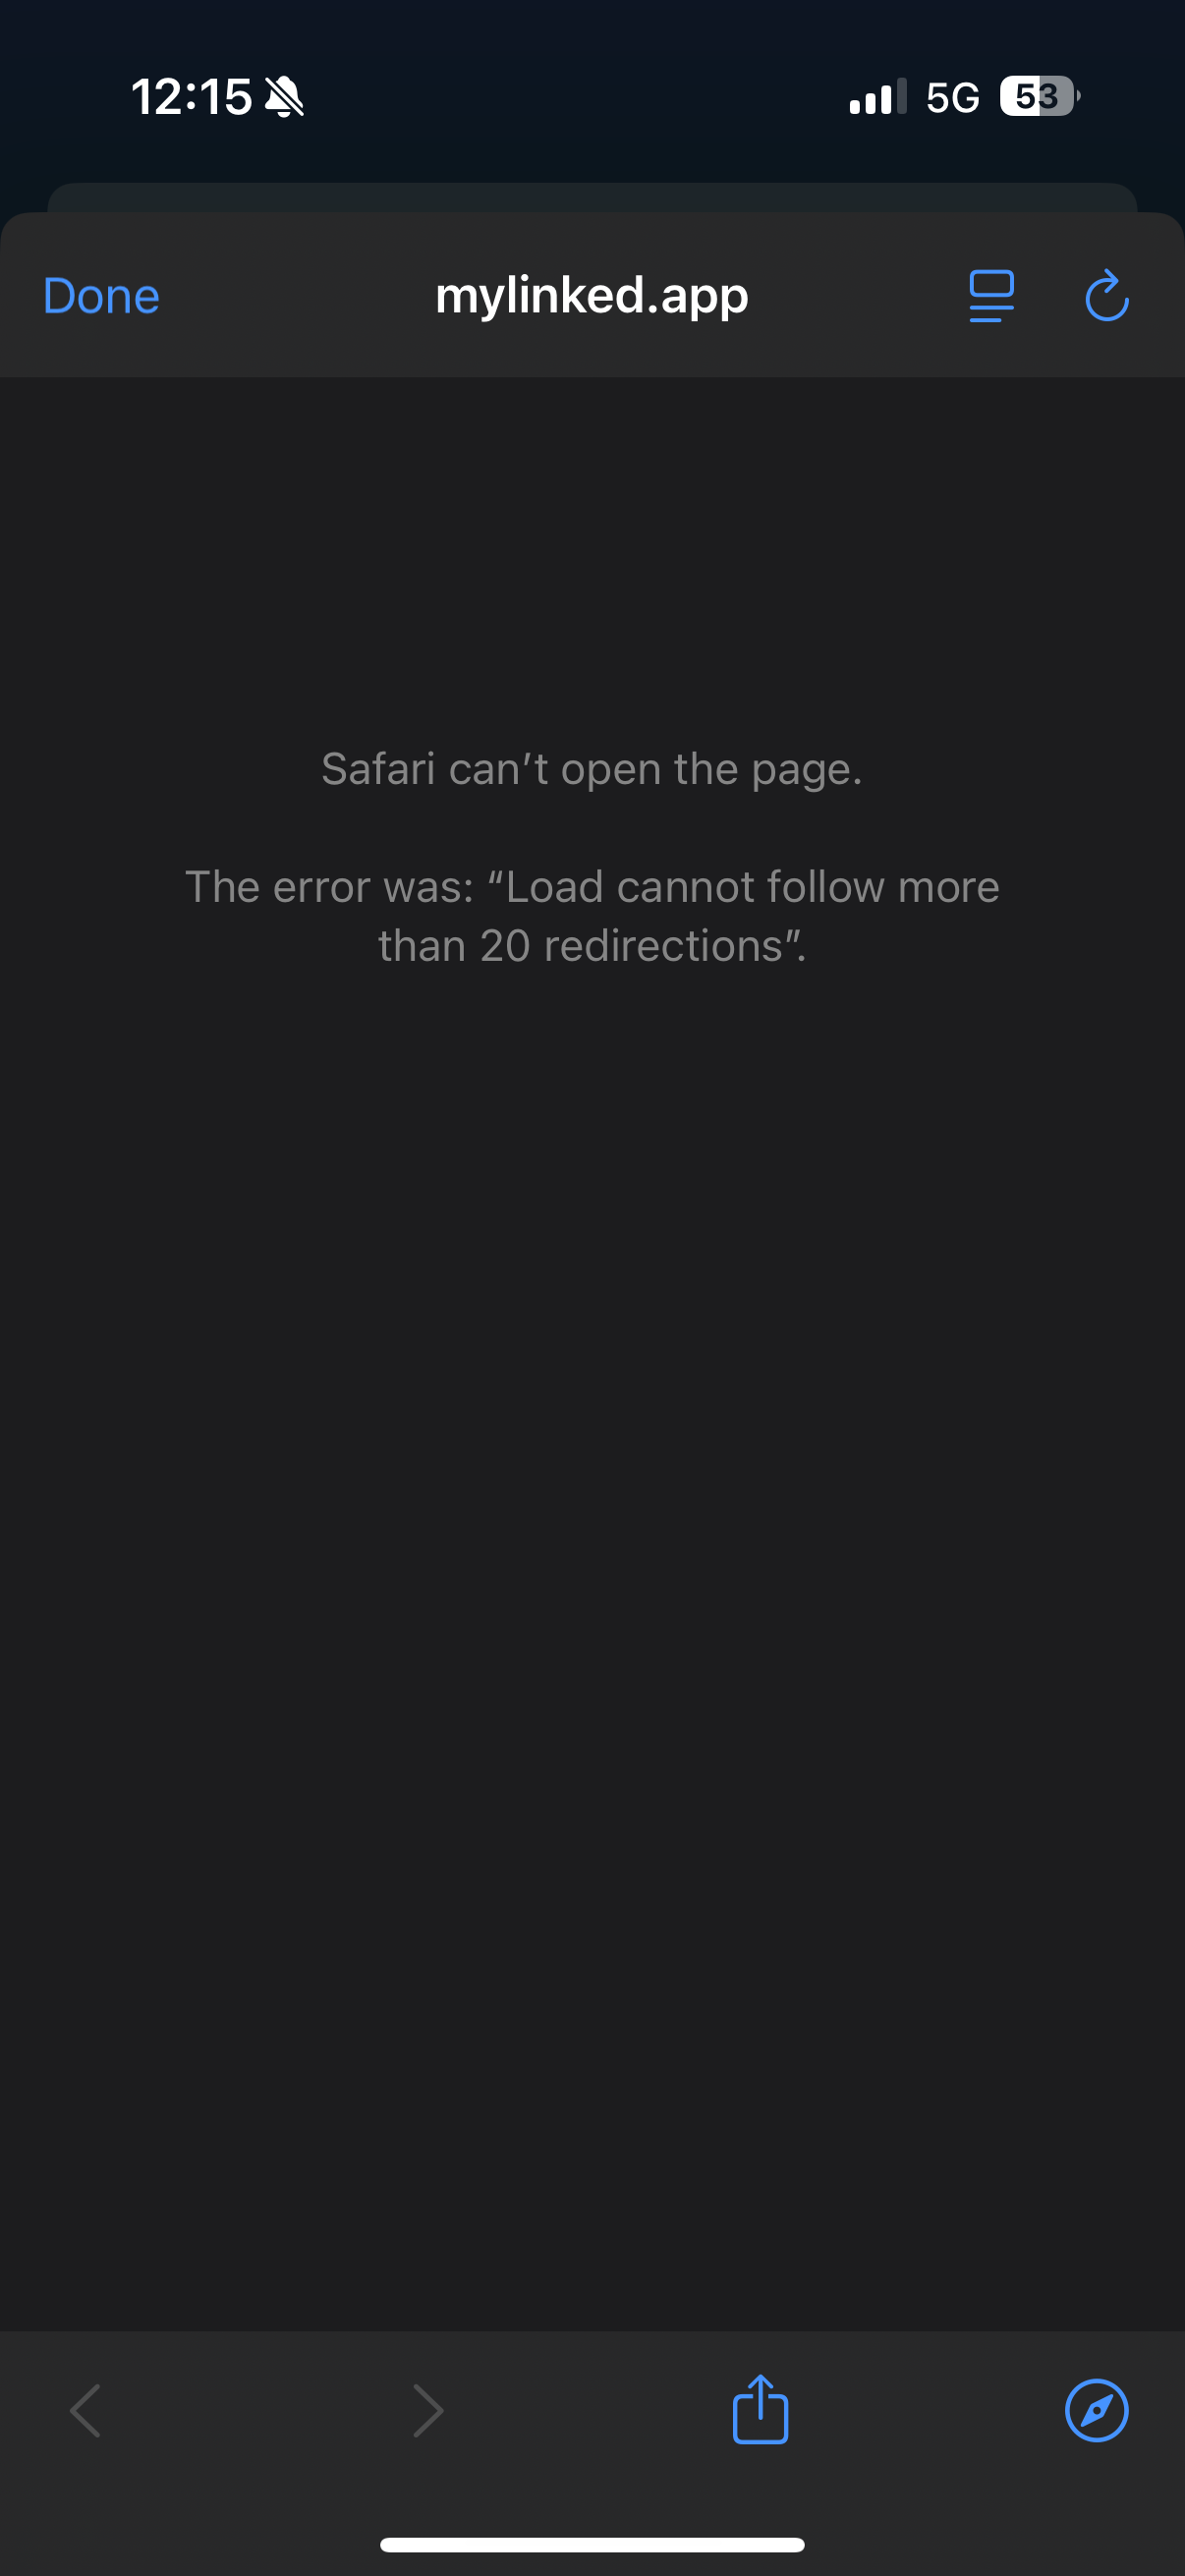 12:15
5G 53
Done mylinked.app
Safari can’t open the page.
The error was: “Load cannot follow more
than 20 redirections”.